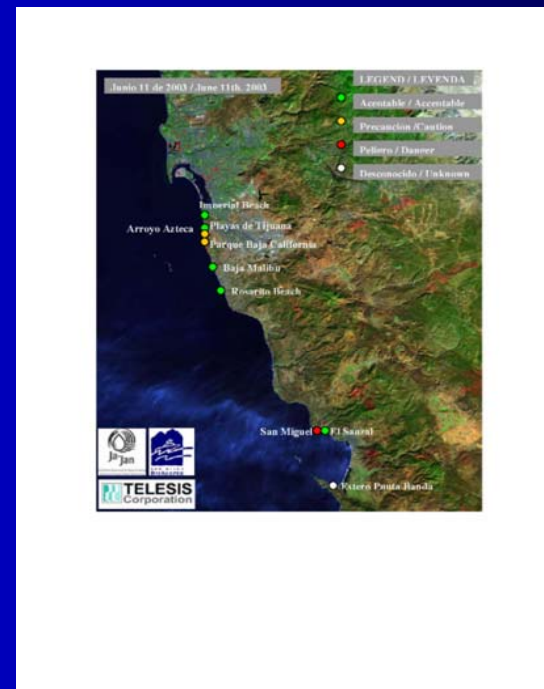 Junio 11 de 2003 / June 11th, 2003
LEGEND / LEYENDA
Aceptable / Acceptable
Precaucion /Caution
Peligro / Danger
Desconocido / Unknown
Imperial Beach
Arroyo Azteca
Playas de Tijuana
Parque Baja California
Baja Malibu
Rosarito Beach
San Miguel
El Sauzal
Estero Punta Banda
Ja Jan
TELESIS
Corporation